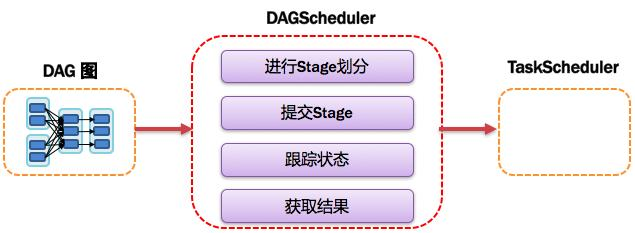 DAGScheduler
DAG 图
进行Stage划分
提交Stage
跟踪状态
获取结果
TaskScheduler